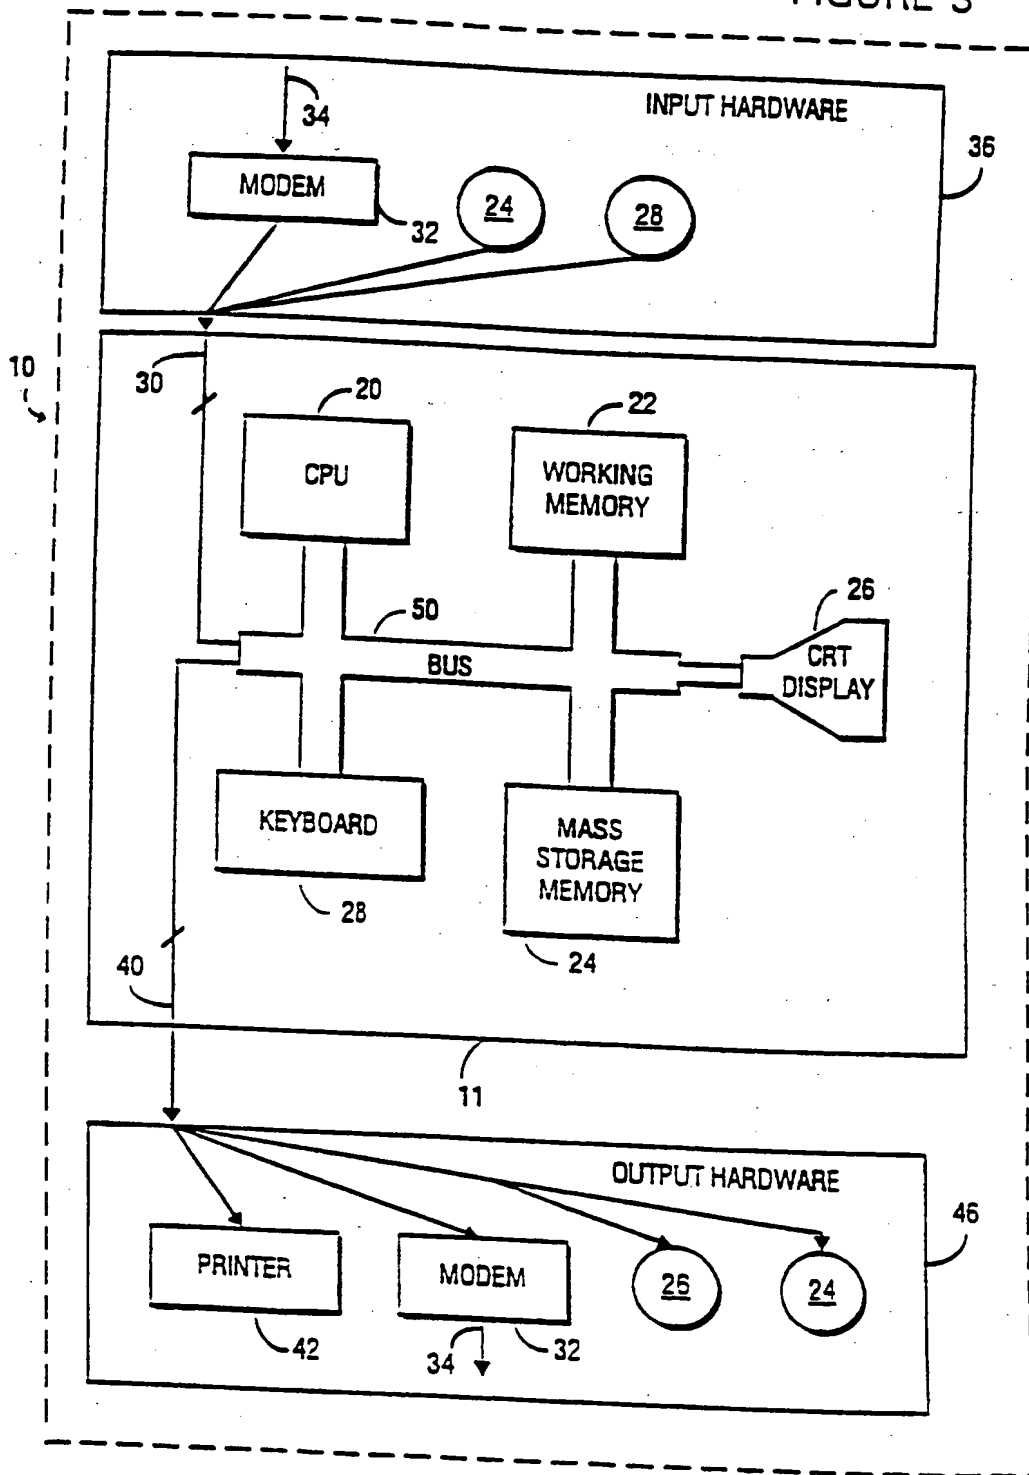 FIGURE 3
INPUT HARDWARE
34
36
MODEM
24
28
32
10
30
20
22
CPU
WORKING
MEMORY
50
26
BUS
CRT
DISPLAY
KEYBOARD
MASS
STORAGE
MEMORY
28
24
40
11
OUTPUT HARDWARE
46
PRINTER
MODEM
26
24
42
34
32